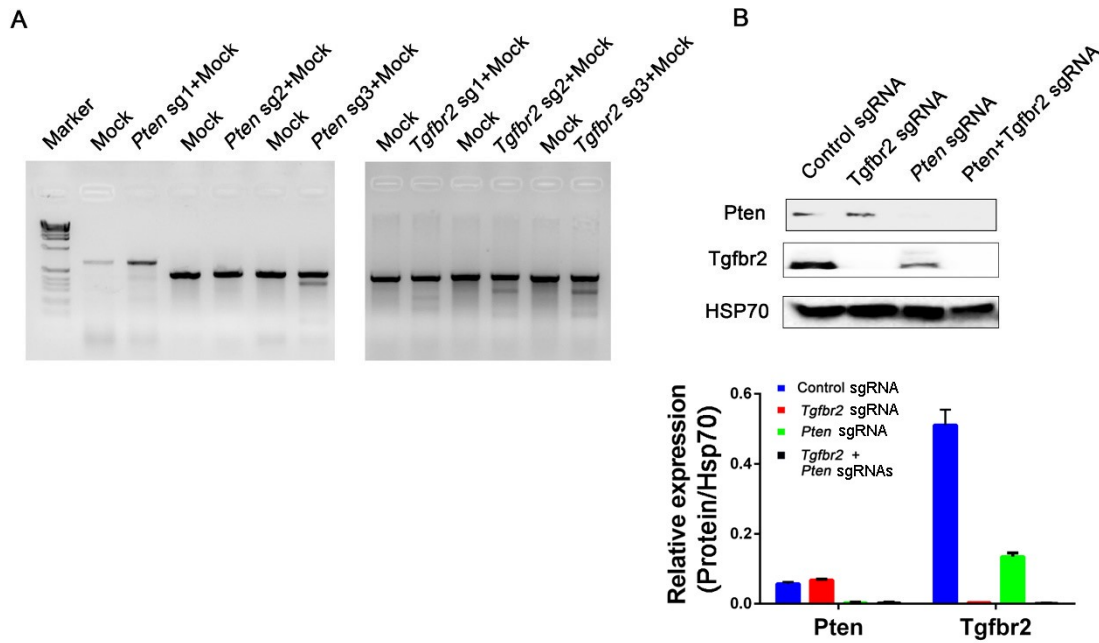 A
Marker
Mock
Pten sg1+Mock
Mock
Pten sg2+Mock
Mock
Pten sg3+Mock
Mock
Tgfbr2 sg1+Mock
Mock
Tgfbr2 sg2+Mock
Mock
Tgfbr2 sg3+Mock
B
Control sgRNA
Tgfbr2 sgRNA
Pten sgRNA
Pten+Tgfbr2 sgRNA
Pten
Tgfbr2
HSP70
Relative expression
(Protein/Hsp70)
0.6
0.4
0.2
0.0
Control sgRNA
Tgfbr2 sgRNA
Pten sgRNA
Tgfbr2 +
Pten sgRNAs
Pten
Tgfbr2